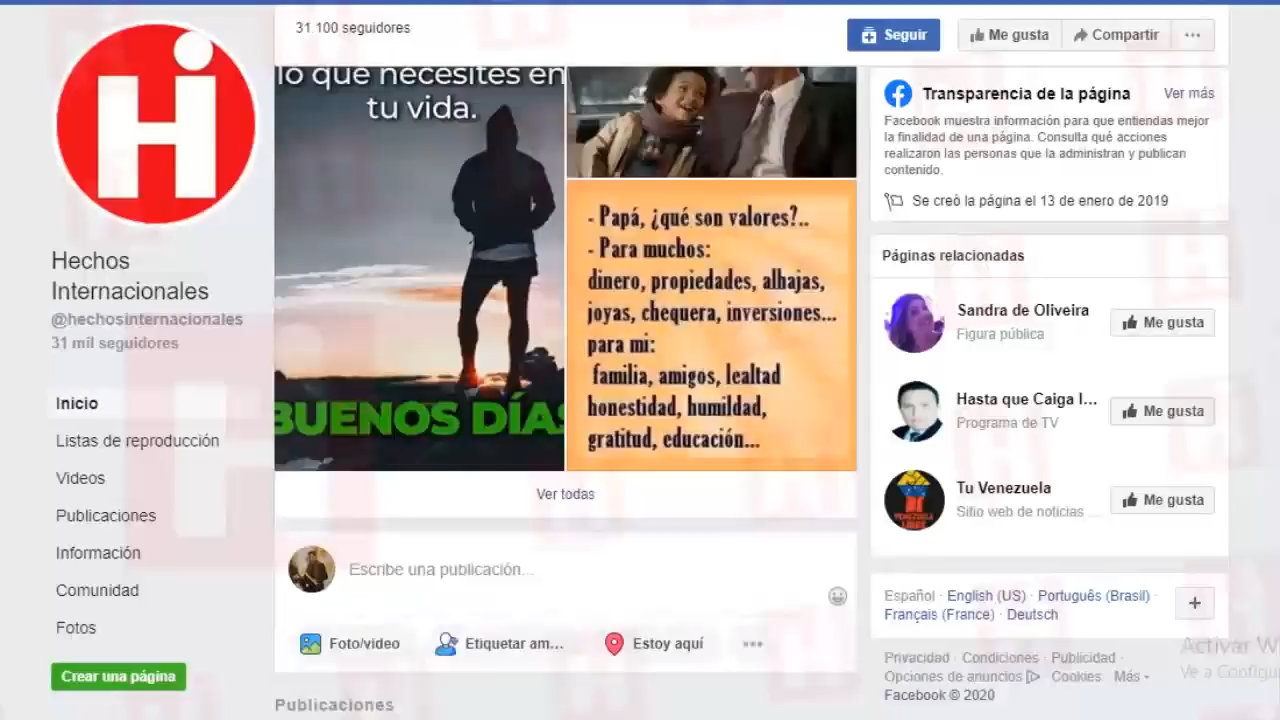 31.100 seguidores
Seguir
Me gusta
Compartir
Hechos
Internacionales
@hechosinternacionales
31 mil seguidores
Inicio
Listas de reproducción
Videos
Publicaciones
Información
Comunidad
Fotos
Crear una página
lo que necesites en
tu vida.
BUENOS DÍAS
- Papá, ¿qué son valores?..
- Para muchos:
dinero, propiedades, alhajas,
joyas, chequera, inversiones...
para mi:
familia, amigos, lealtad
honestidad, humildad,
gratitud, educación...
Ver todas
Escribe una publicación...
Foto/video
Etiquetar am...
Estoy aquí
Publicaciones
Transparencia de la página
Ver más
Facebook muestra información para que entiendas mejor
la finalidad de una página. Consulta qué acciones
realizaron las personas que la administran y publican
contenido.
Se creó la página el 13 de enero de 2019
Páginas relacionadas
Sandra de Oliveira
Figura pública
Me gusta
Hasta que Caiga l...
Programa de TV
Me gusta
Tu Venezuela
Sitio web de noticias ...
Me gusta
Español · English (US) · Português (Brasil) ·
Français (France) · Deutsch
Privacidad · Condiciones · Publicidad ·
Opciones de anuncios · Cookies · Más
Facebook © 2020
Activar W
Ve a Configu